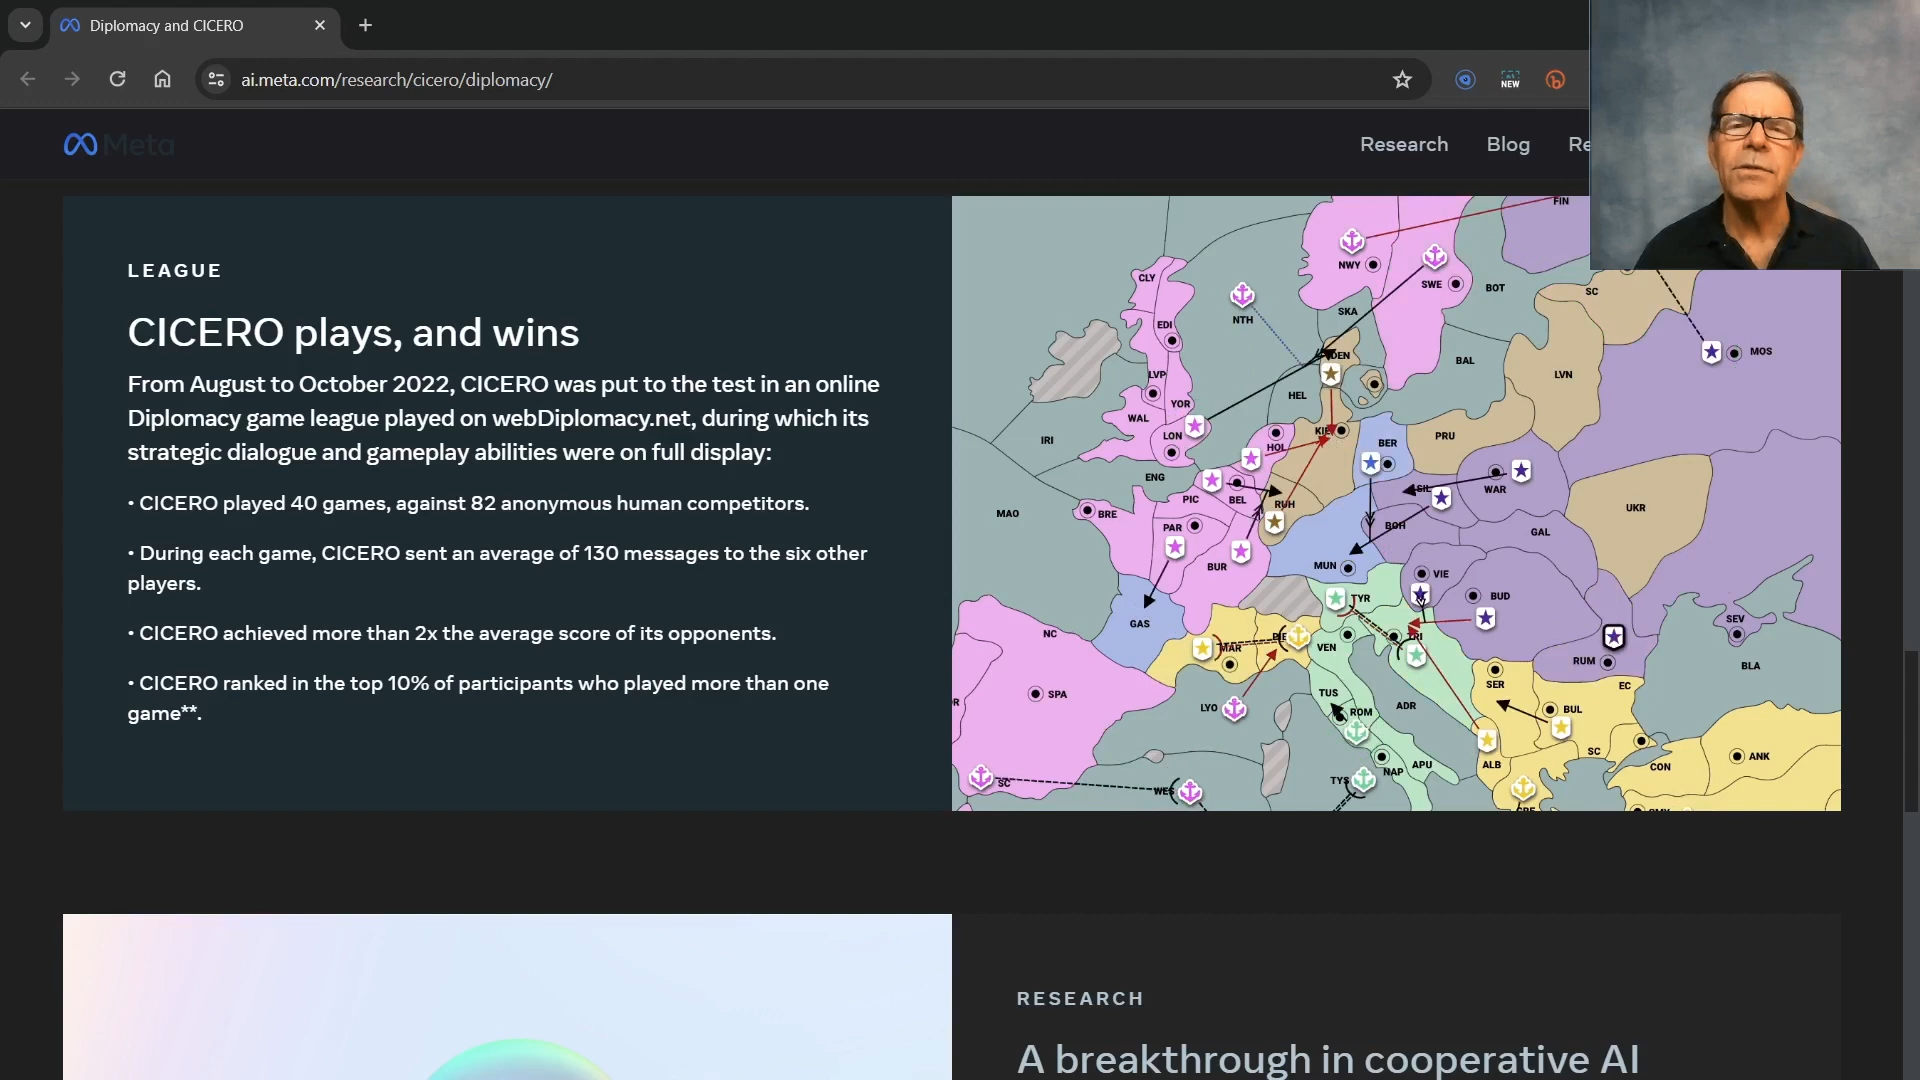 Diplomacy and CICERO
ai.meta.com/research/cicero/diplomacy/
NEW
Meta
Research Blog Re
LEAGUE
CICERO plays, and wins
From August to October 2022, CICERO was put to the test in an online
Diplomacy game league played on webDiplomacy.net, during which its
strategic dialogue and gameplay abilities were on full display:
• CICERO played 40 games, against 82 anonymous human competitors.
• During each game, CICERO sent an average of 130 messages to the six other
players.
• CICERO achieved more than 2x the average score of its opponents.
• CICERO ranked in the top 10% of participants who played more than one
game**.
FIN
NWY
SWE
BOT
SC
CLY
NTH
SKA
EDI
DEN
MOS
BAL
LVP
LVN
YOR
HEL
WAL
LON
KIE
BER
PRU
IRI
HOL
ENG
PIC
BEL
SIL
WAR
RUH
UKR
MAO
BRE
PAR
BOH
GAL
BUR
MUN
VIE
BUD
TYR
GAS
NC
MAR
PIE
VEN
TRI
SEV
RUM
BLA
SPA
TUS
SER
EC
LYO
ROM
ADR
BUL
SC
ANK
APU
ALB
CON
NAP
TYS
SC
WES
RESEARCH
A breakthrough in cooperative AI